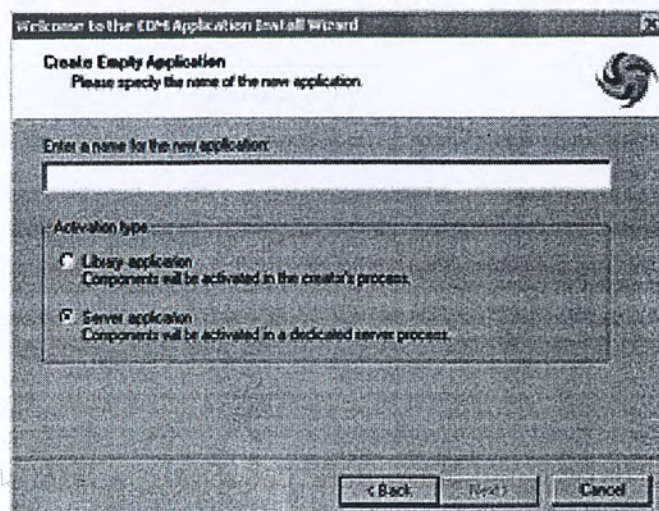 Welcome to the COM Application Install Wizard
Create Empty Application
Please specify the name of the new application.
Enter a name for the new application:
Activation type
Library application
Components will be activated in the creator's process.
Server application
Components will be activated in a dedicated server process.
< Back Next > Cancel